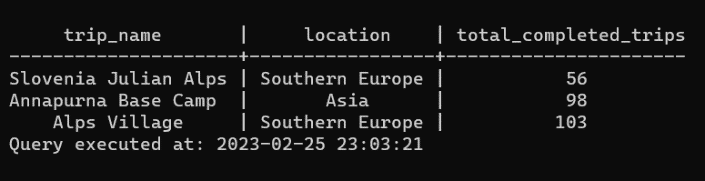 trip_name | location | total_completed_trips
---------------------+-----------------+----------------------
Slovenia Julian Alps | Southern Europe | 56
Annapurna Base Camp | Asia | 98
Alps Village | Southern Europe | 103
Query executed at: 2023-02-25 23:03:21